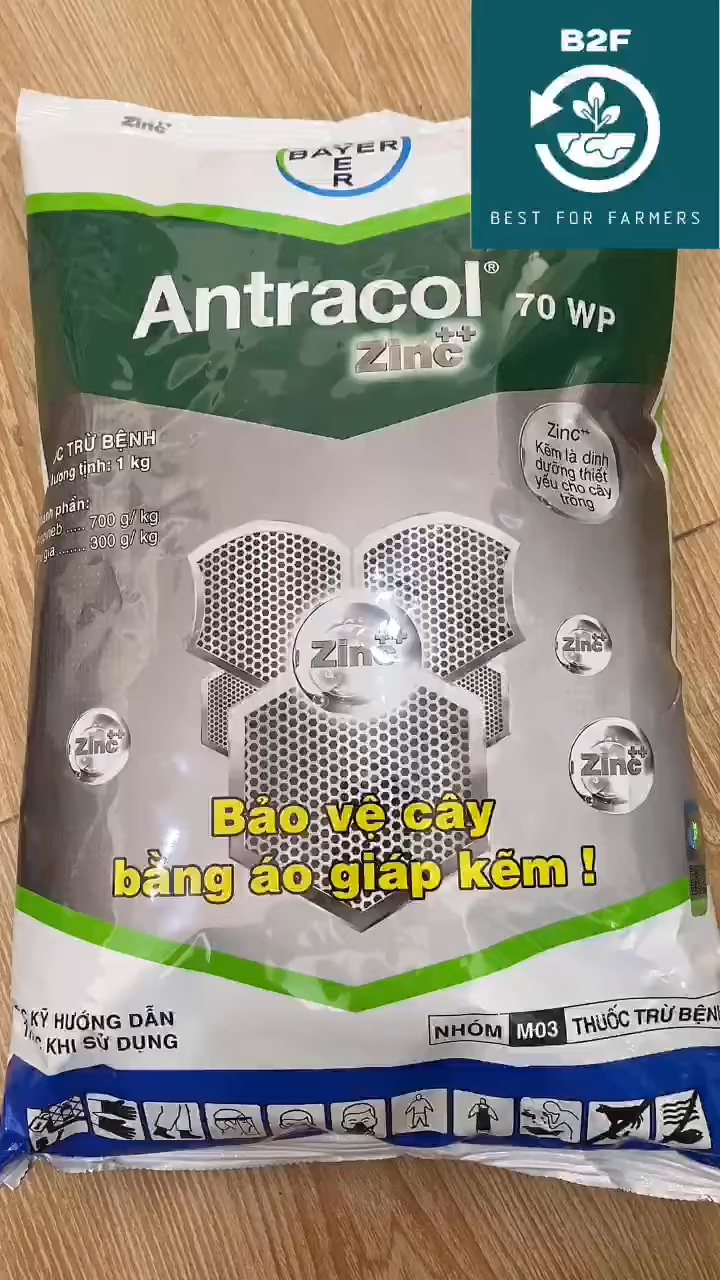 B2F
BEST FOR FARMERS
Zinc++
BAYER
E
R
Antracol® 70 WP
Zinc++
TRỪ BỆNH
tịnh: 1 kg
phần:
..... 700 g/ kg
gia ....... 300 g/ kg
Zinc++
Kẽm là dinh
dưỡng thiết
yếu cho cây
trồng
Zinc++
Zinc++
Zinc++
Zinc++
Bảo vệ cây
bằng áo giáp kẽm !
KỸ HƯỚNG DẪN
KHI SỬ DỤNG
NHÓM M03 THUỐC TRỪ BỆNH